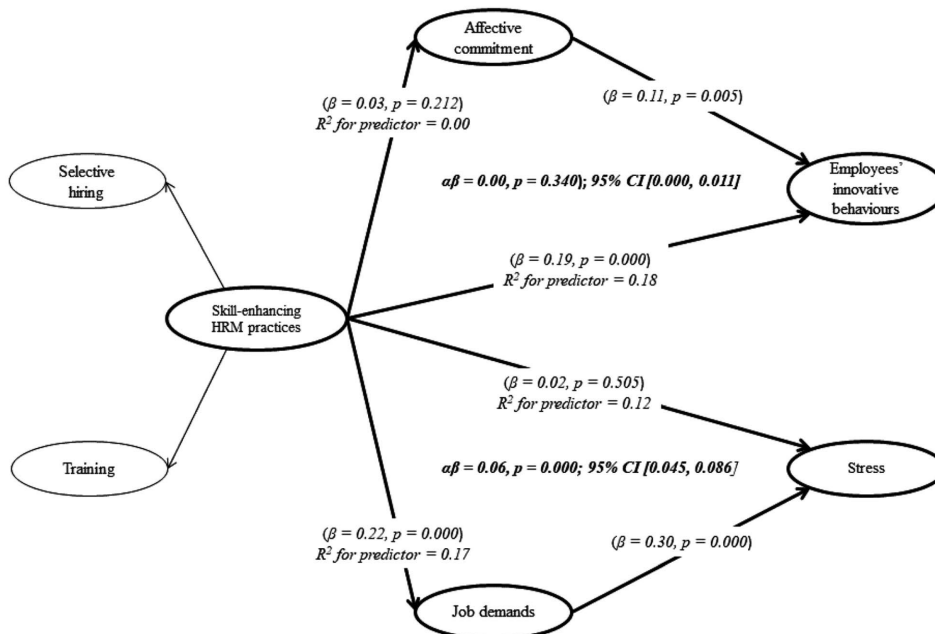 Affective
commitment
(β = 0.03, p = 0.212)
R² for predictor = 0.00
(β = 0.11, p = 0.005)
Selective
hiring
αβ = 0.00, p = 0.340); 95% CI [0.000, 0.011]
Employees’
innovative
behaviours
(β = 0.19, p = 0.000)
R² for predictor = 0.18
Skill-enhancing
HRM practices
(β = 0.02, p = 0.505)
R² for predictor = 0.12
Training
αβ = 0.06, p = 0.000; 95% CI [0.045, 0.086]
Stress
(β = 0.22, p = 0.000)
R² for predictor = 0.17
(β = 0.30, p = 0.000)
Job demands